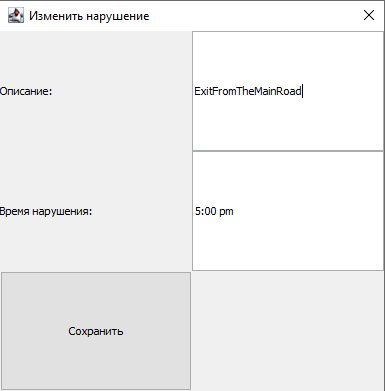 Изменить нарушение
Описание: ExitFromTheMainRoad
Время нарушения: 5:00 pm
Сохранить